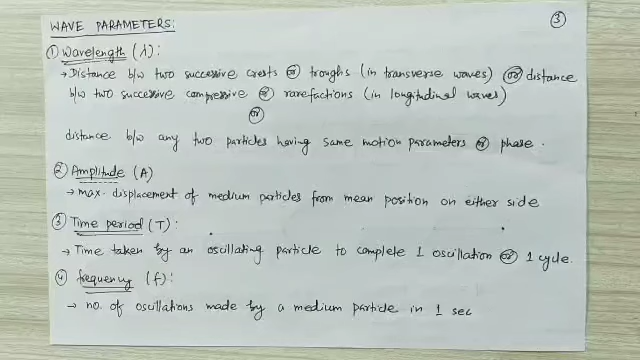 WAVE PARAMETERS:
3
① Wavelength (λ):
→ Distance b/w two successive crests or troughs (in transverse waves) or distance
b/w two successive compressive or rarefactions (in longitudinal waves)
or
distance b/w any two particles having same motion parameters or phase.
② Amplitude (A)
→ max. displacement of medium particles from mean position on either side
③ Time period (T):
→ Time taken by an oscillating particle to complete 1 oscillation or 1 cycle.
④ frequency (f):
→ no. of oscillations made by a medium particle in 1 sec